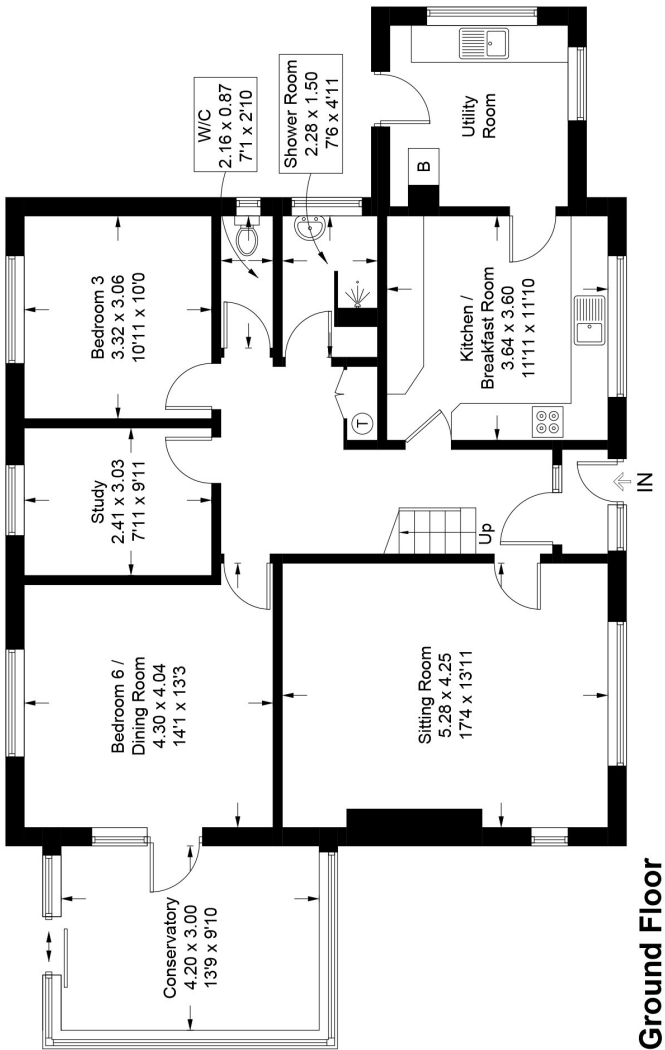 Conservatory
4.20 x 3.00
13'9 x 9'10
Bedroom 6 /
Dining Room
4.30 x 4.04
14'1 x 13'3
Study
2.41 x 3.03
7'11 x 9'11
Bedroom 3
3.32 x 3.06
10'11 x 10'0
W/C
2.16 x 0.87
7'1 x 2'10
Shower Room
2.28 x 1.50
7'6 x 4'11
Sitting Room
5.28 x 4.25
17'4 x 13'11
Up
T
Kitchen /
Breakfast Room
3.64 x 3.60
11'11 x 11'10
B
Utility
Room
IN
Ground Floor